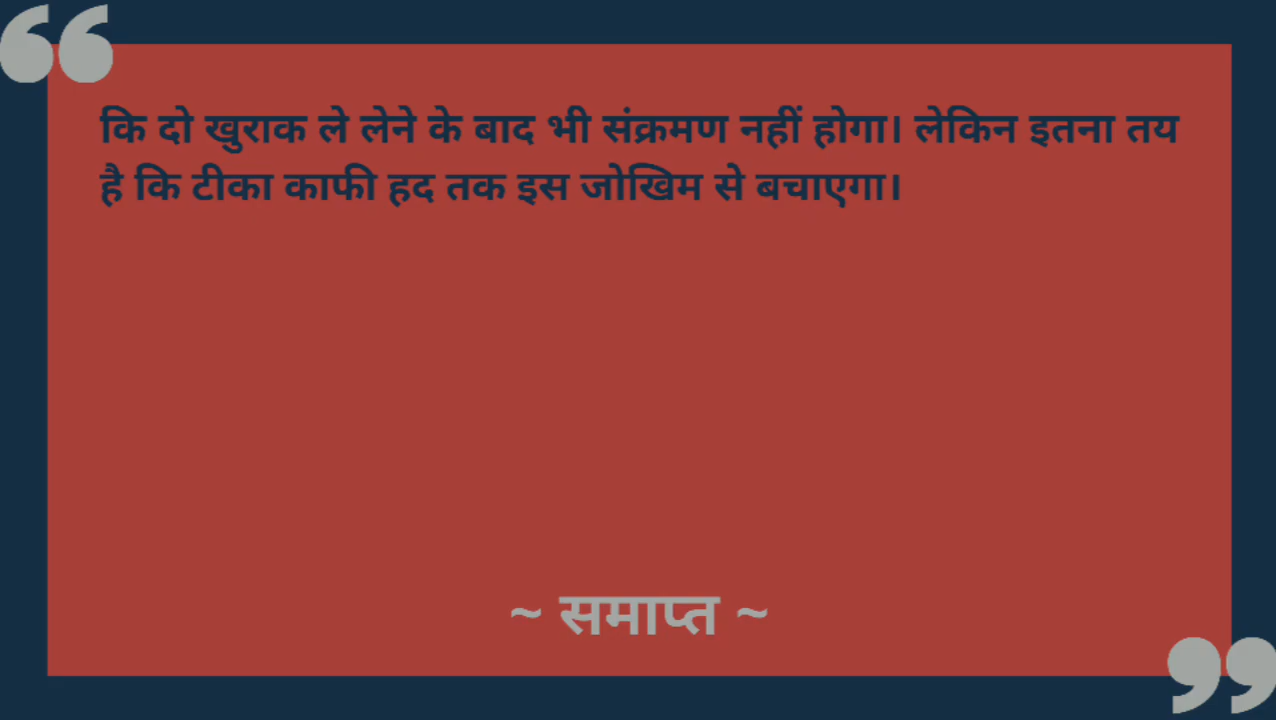 कि दो खुराक ले लेने के बाद भी संक्रमण नहीं होगा। लेकिन इतना तय
है कि टीका काफी हद तक इस जोखिम से बचाएगा।
~ समाप्त ~